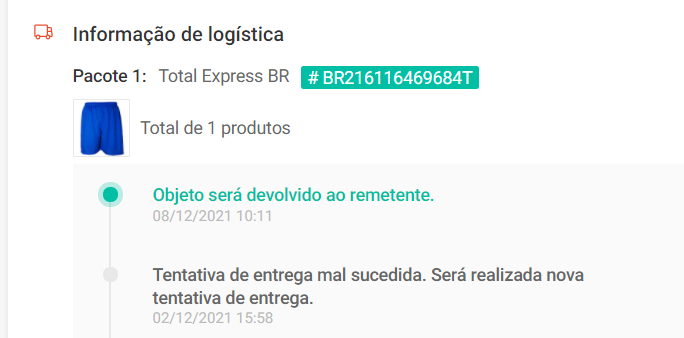 Informação de logística
Pacote 1: Total Express BR # BR216116469684T
Total de 1 produtos
Objeto será devolvido ao remetente.
08/12/2021 10:11
Tentativa de entrega mal sucedida. Será realizada nova
tentativa de entrega.
02/12/2021 15:58